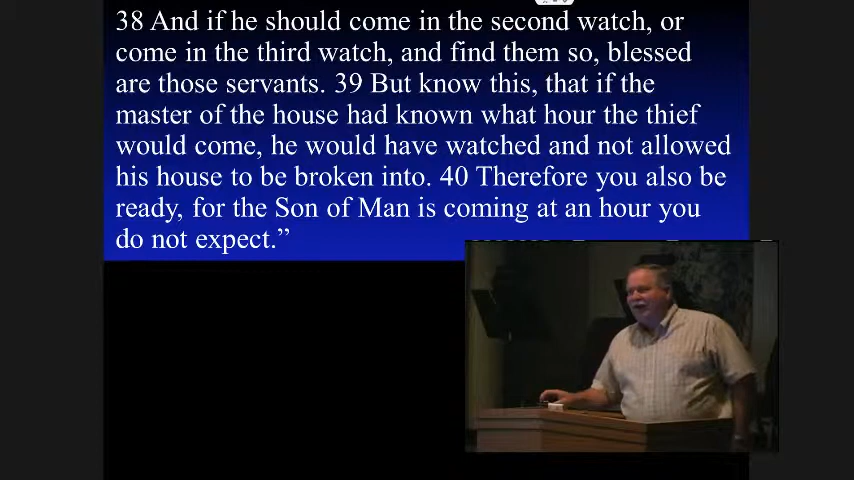 38 And if he should come in the second watch, or
come in the third watch, and find them so, blessed
are those servants. 39 But know this, that if the
master of the house had known what hour the thief
would come, he would have watched and not allowed
his house to be broken into. 40 Therefore you also be
ready, for the Son of Man is coming at an hour you
do not expect.”